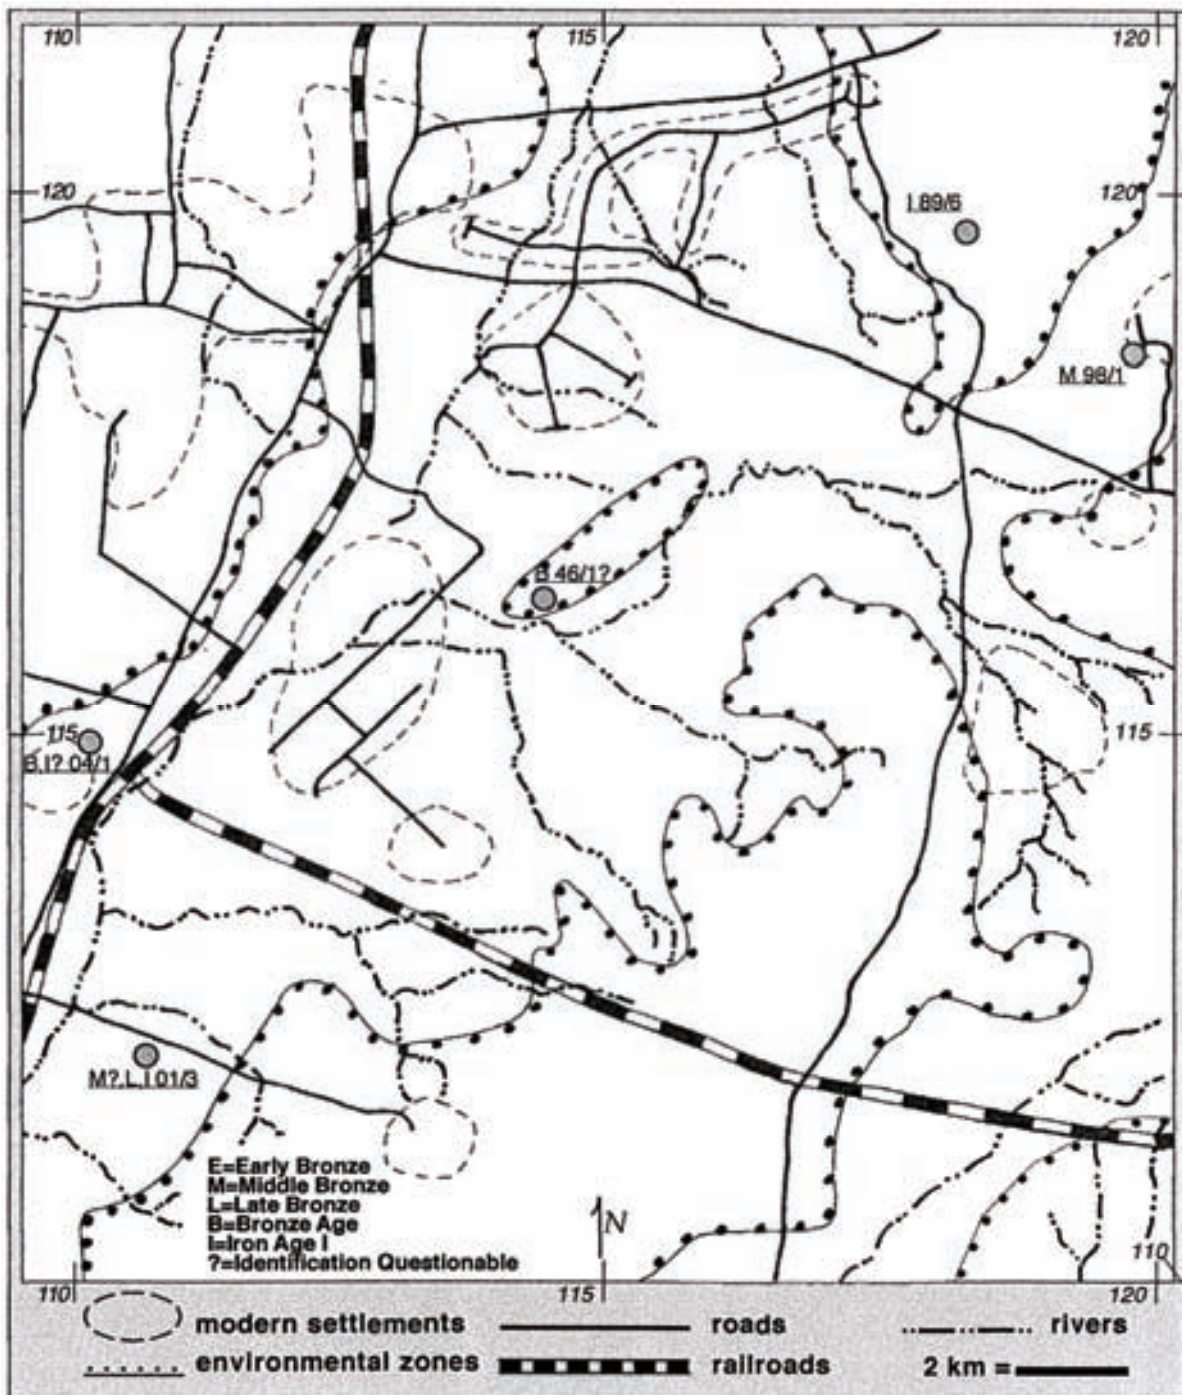 110 115 120
120 120
I 89/6
M 98/1
B 46/1?
115 115
B,I? 04/1
M?,L,I 01/3
E=Early Bronze
M=Middle Bronze
L=Late Bronze
B=Bronze Age
I=Iron Age I
?=Identification Questionable
N
110
110 115 120
modern settlements roads rivers
environmental zones railroads 2 km =